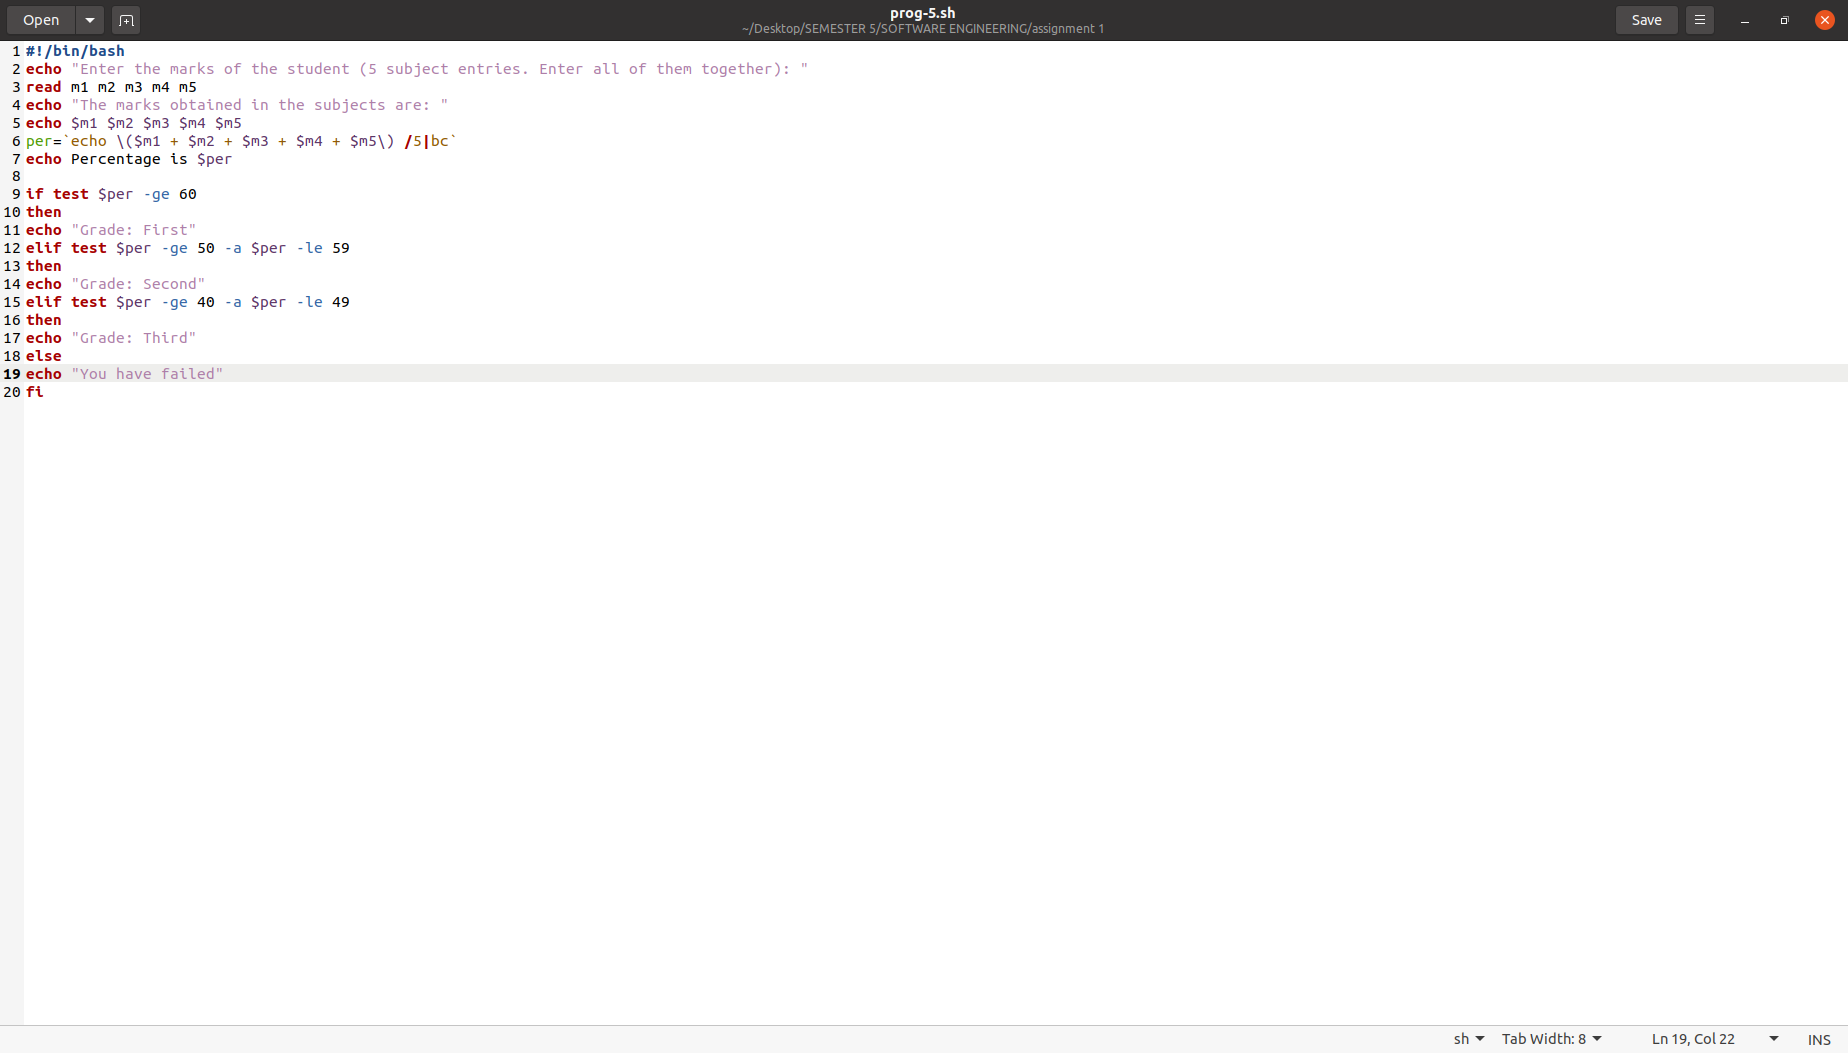 Open
prog-5.sh
~/Desktop/SEMESTER 5/SOFTWARE ENGINEERING/assignment 1
Save
1 #!/bin/bash
2 echo "Enter the marks of the student (5 subject entries. Enter all of them together): "
3 read m1 m2 m3 m4 m5
4 echo "The marks obtained in the subjects are: "
5 echo $m1 $m2 $m3 $m4 $m5
6 per=`echo \($m1 + $m2 + $m3 + $m4 + $m5\) /5|bc`
7 echo Percentage is $per
8
9 if test $per -ge 60
10 then
11 echo "Grade: First"
12 elif test $per -ge 50 -a $per -le 59
13 then
14 echo "Grade: Second"
15 elif test $per -ge 40 -a $per -le 49
16 then
17 echo "Grade: Third"
18 else
19 echo "You have failed"
20 fi
sh Tab Width: 8 Ln 19, Col 22 INS